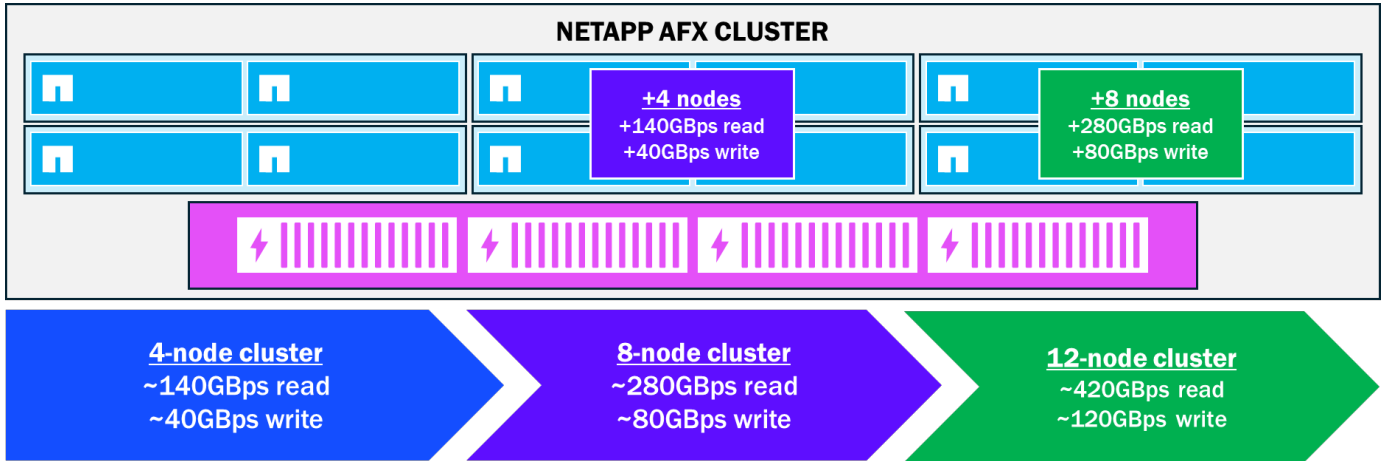 NETAPP AFX CLUSTER
+4 nodes
+140GBps read
+40GBps write
+8 nodes
+280GBps read
+80GBps write
4-node cluster
~140GBps read
~40GBps write
8-node cluster
~280GBps read
~80GBps write
12-node cluster
~420GBps read
~120GBps write